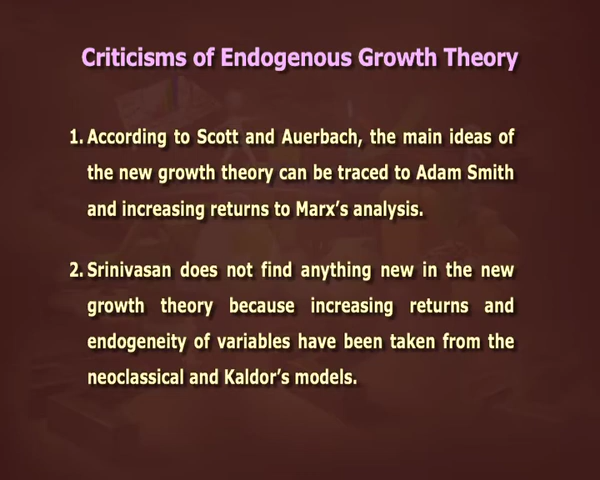 Criticisms of Endogenous Growth Theory
1. According to Scott and Auerbach, the main ideas of
the new growth theory can be traced to Adam Smith
and increasing returns to Marx's analysis.
2. Srinivasan does not find anything new in the new
growth theory because increasing returns and
endogeneity of variables have been taken from the
neoclassical and Kaldor's models.